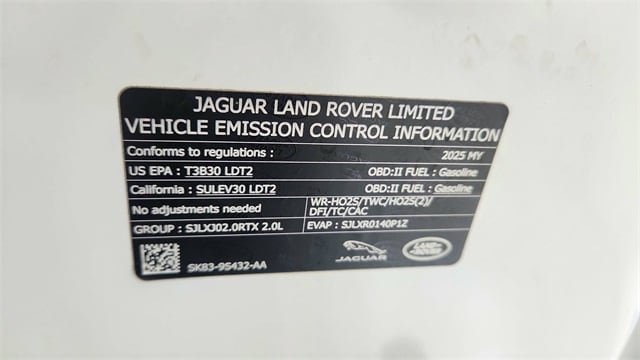 JAGUAR LAND ROVER LIMITED
VEHICLE EMISSION CONTROL INFORMATION
Conforms to regulations : 2025 MY
US EPA : T3B30 LDT2 OBD:II FUEL : Gasoline
California : SULEV30 LDT2 OBD:II FUEL : Gasoline
No adjustments needed WR-HO2S/TWC/HO2S(2)/
DFI/TC/CAC
GROUP : SJLXJ02.0RTX 2.0L EVAP : SJLXR0140P1Z
SK83-9S432-AA JAGUAR LAND ROVER